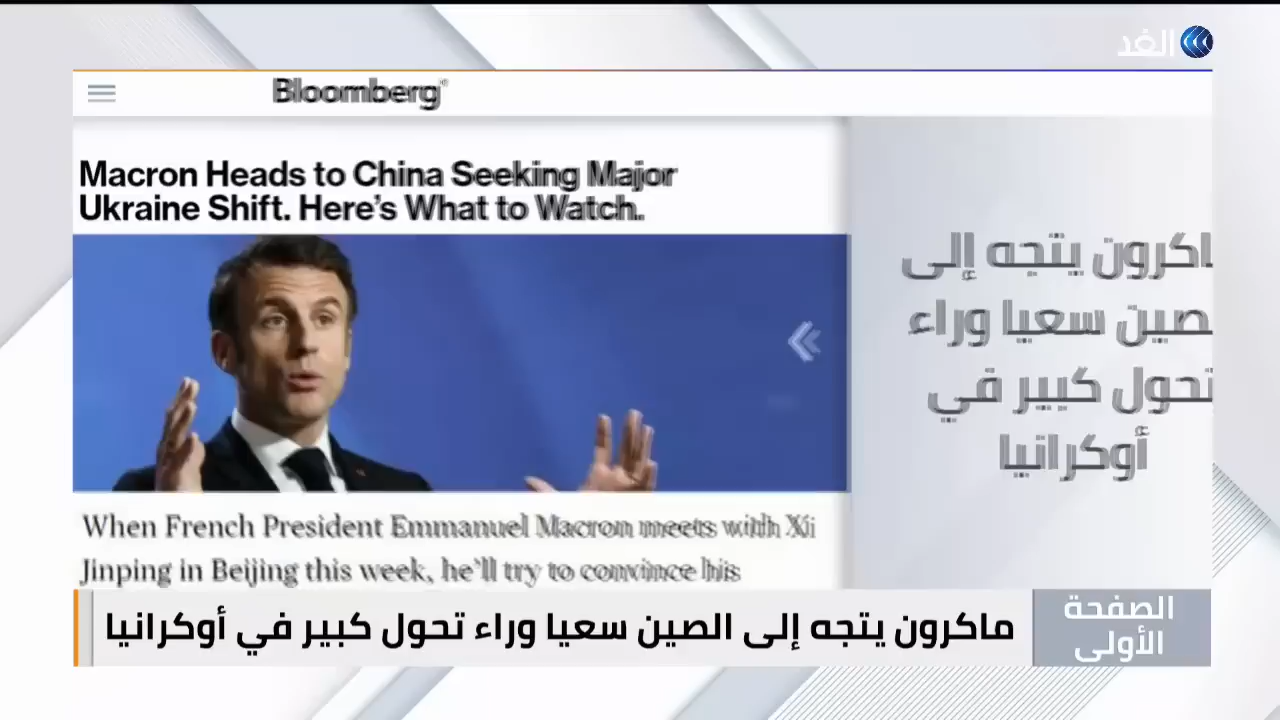 الغد
Bloomberg
Macron Heads to China Seeking Major
Ukraine Shift. Here's What to Watch.
ماكرون يتجه إلى
الصين سعيا وراء
تحول كبير في
أوكرانيا
When French President Emmanuel Macron meets with Xi
Jinping in Beijing this week, he'll try to convince his
الصفحة
الأولى
ماكرون يتجه إلى الصين سعيا وراء تحول كبير في أوكرانيا